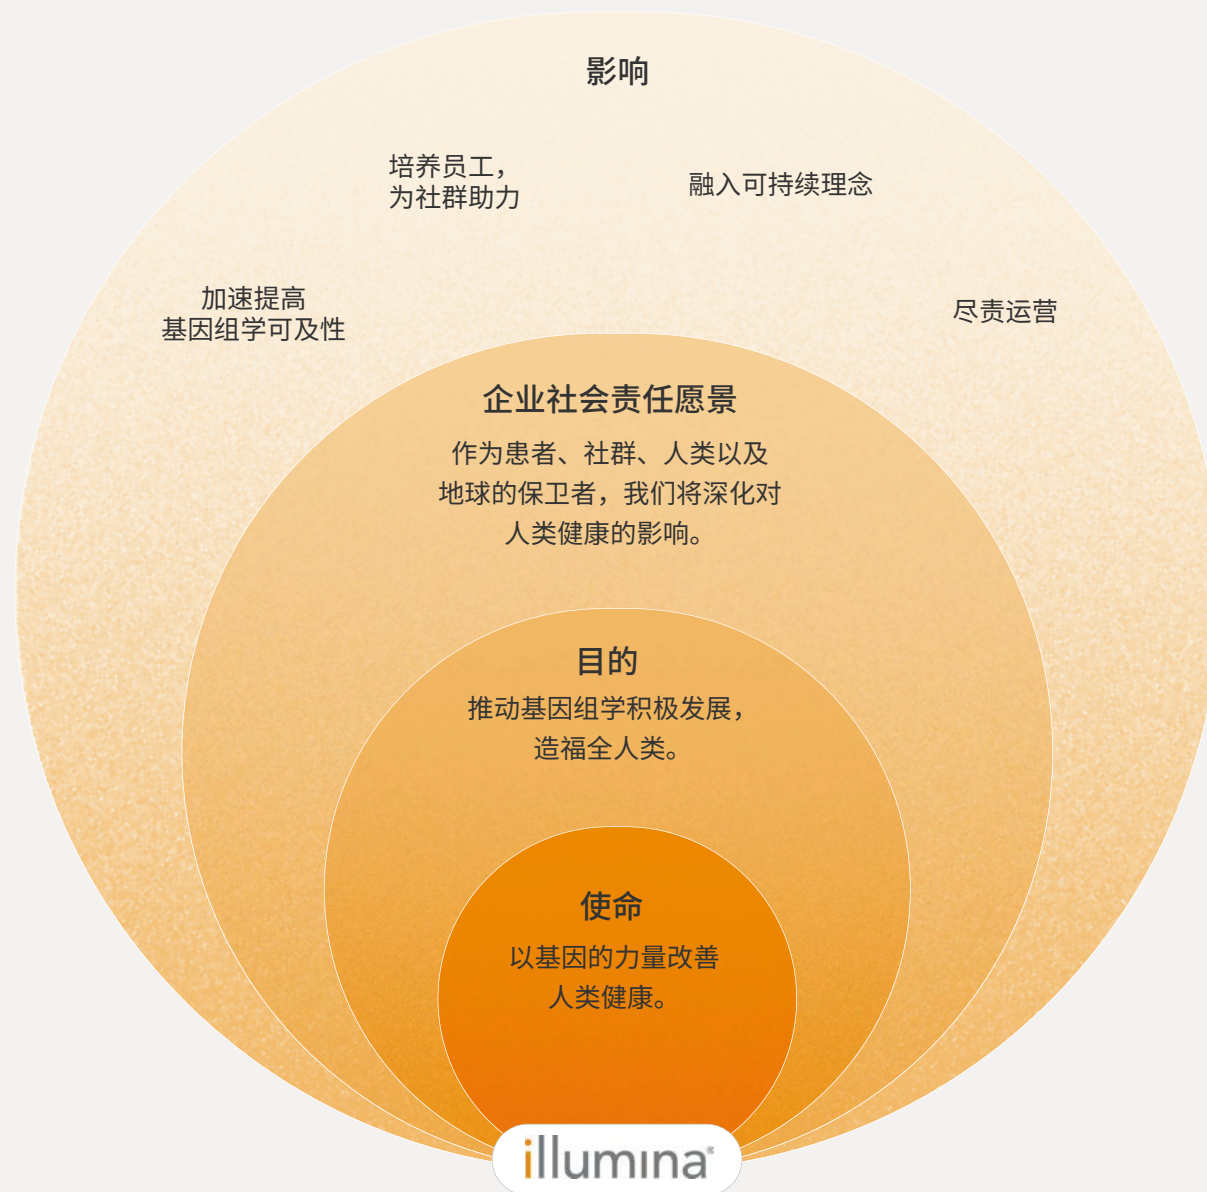 影响
培养员工，
为社群助力
融入可持续理念
加速提高
基因组学可及性
尽责运营
企业社会责任愿景
作为患者、社群、人类以及
地球的保卫者，我们将深化对
人类健康的影响。
目的
推动基因组学积极发展，
造福全人类。
使命
以基因的力量改善
人类健康。
illumina®